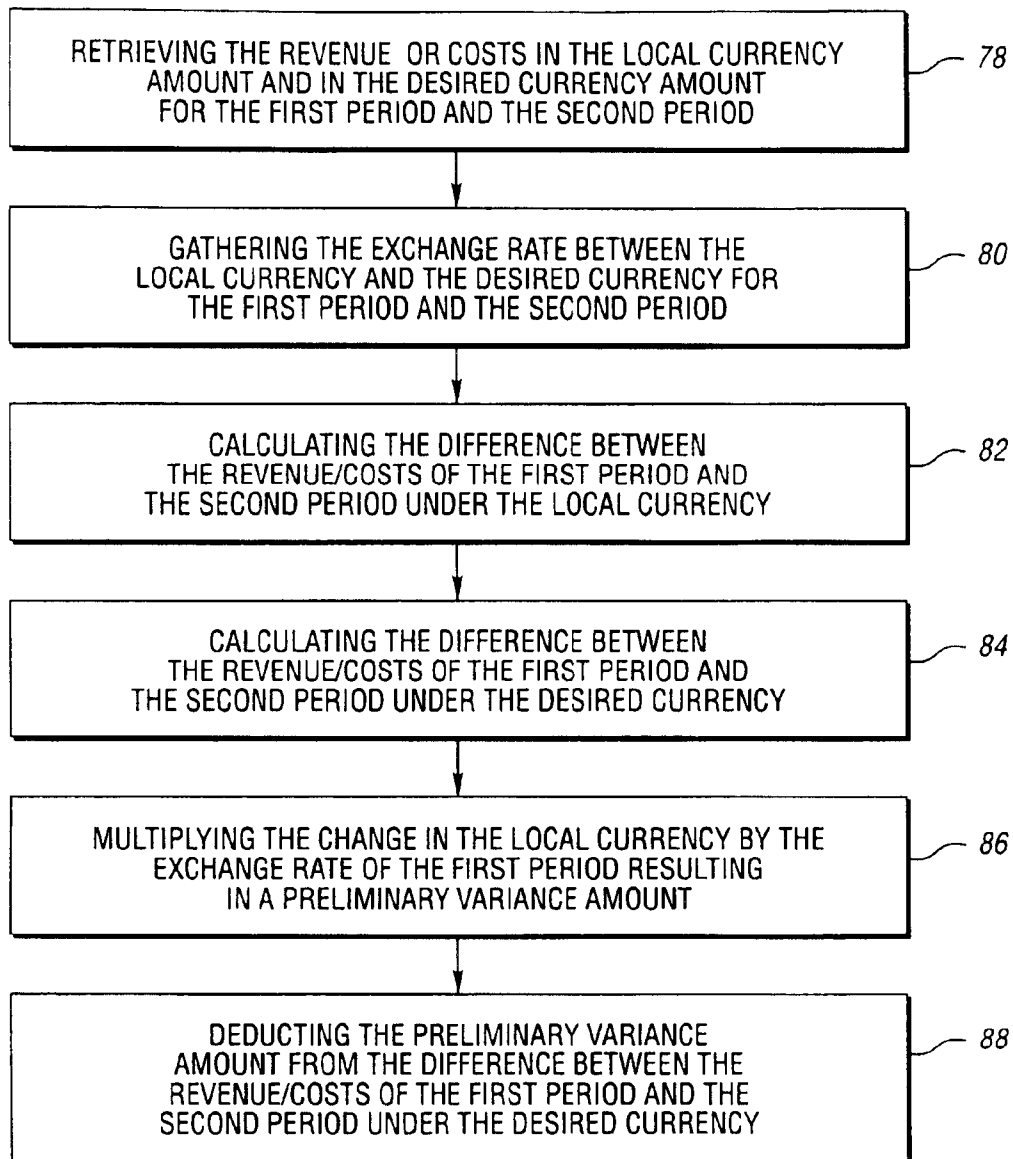 RETRIEVING THE REVENUE OR COSTS IN THE LOCAL CURRENCY
AMOUNT AND IN THE DESIRED CURRENCY AMOUNT
FOR THE FIRST PERIOD AND THE SECOND PERIOD
78
GATHERING THE EXCHANGE RATE BETWEEN THE
LOCAL CURRENCY AND THE DESIRED CURRENCY FOR
THE FIRST PERIOD AND THE SECOND PERIOD
80
CALCULATING THE DIFFERENCE BETWEEN
THE REVENUE/COSTS OF THE FIRST PERIOD AND
THE SECOND PERIOD UNDER THE LOCAL CURRENCY
82
CALCULATING THE DIFFERENCE BETWEEN
THE REVENUE/COSTS OF THE FIRST PERIOD AND
THE SECOND PERIOD UNDER THE DESIRED CURRENCY
84
MULTIPLYING THE CHANGE IN THE LOCAL CURRENCY BY THE
EXCHANGE RATE OF THE FIRST PERIOD RESULTING
IN A PRELIMINARY VARIANCE AMOUNT
86
DEDUCTING THE PRELIMINARY VARIANCE
AMOUNT FROM THE DIFFERENCE BETWEEN THE
REVENUE/COSTS OF THE FIRST PERIOD AND THE
SECOND PERIOD UNDER THE DESIRED CURRENCY
88